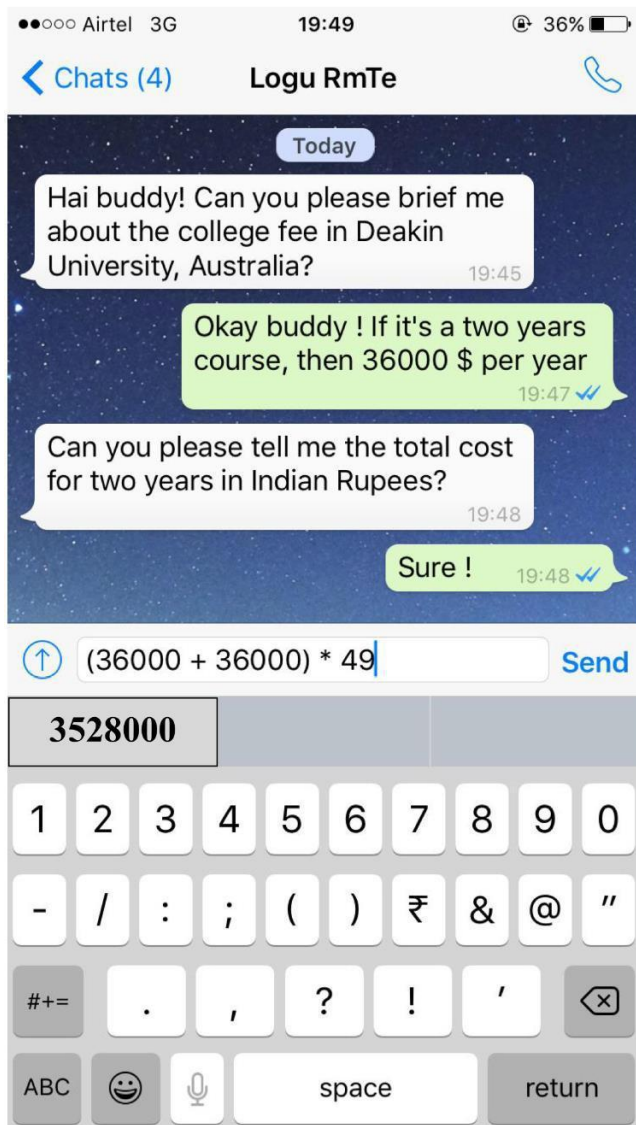 ●●○○○ Airtel 3G 19:49 36%
Chats (4) Logu RmTe
Today
Hai buddy! Can you please brief me
about the college fee in Deakin
University, Australia? 19:45
Okay buddy ! If it's a two years
course, then 36000 $ per year
19:47
Can you please tell me the total cost
for two years in Indian Rupees?
19:48
Sure ! 19:48
(36000 + 36000) * 49 Send
3528000
1 2 3 4 5 6 7 8 9 0
- / : ; ( ) ₹ & @ "
#+= . , ? ! '
ABC space return